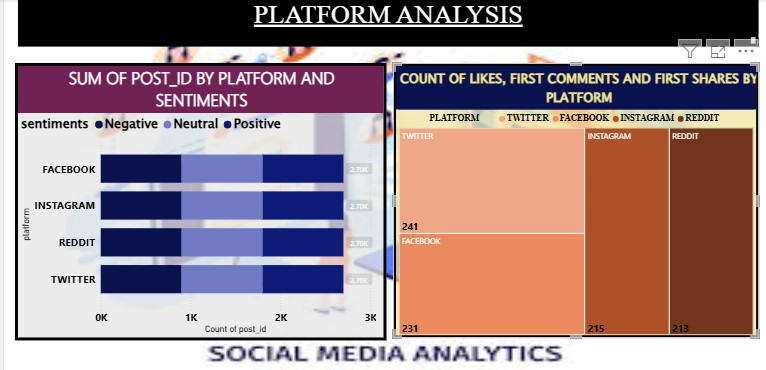 PLATFORM ANALYSIS
SUM OF POST_ID BY PLATFORM AND
SENTIMENTS
sentiments Negative Neutral Positive
FACEBOOK
2.70K
INSTAGRAM
2.70K
REDDIT
2.70K
TWITTER
2.70K
platform
0K 1K 2K 3K
Count of post_id
COUNT OF LIKES, FIRST COMMENTS AND FIRST SHARES BY
PLATFORM
PLATFORM TWITTER FACEBOOK INSTAGRAM REDDIT
TWITTER
241
FACEBOOK
231
INSTAGRAM
215
REDDIT
213
SOCIAL MEDIA ANALYTICS